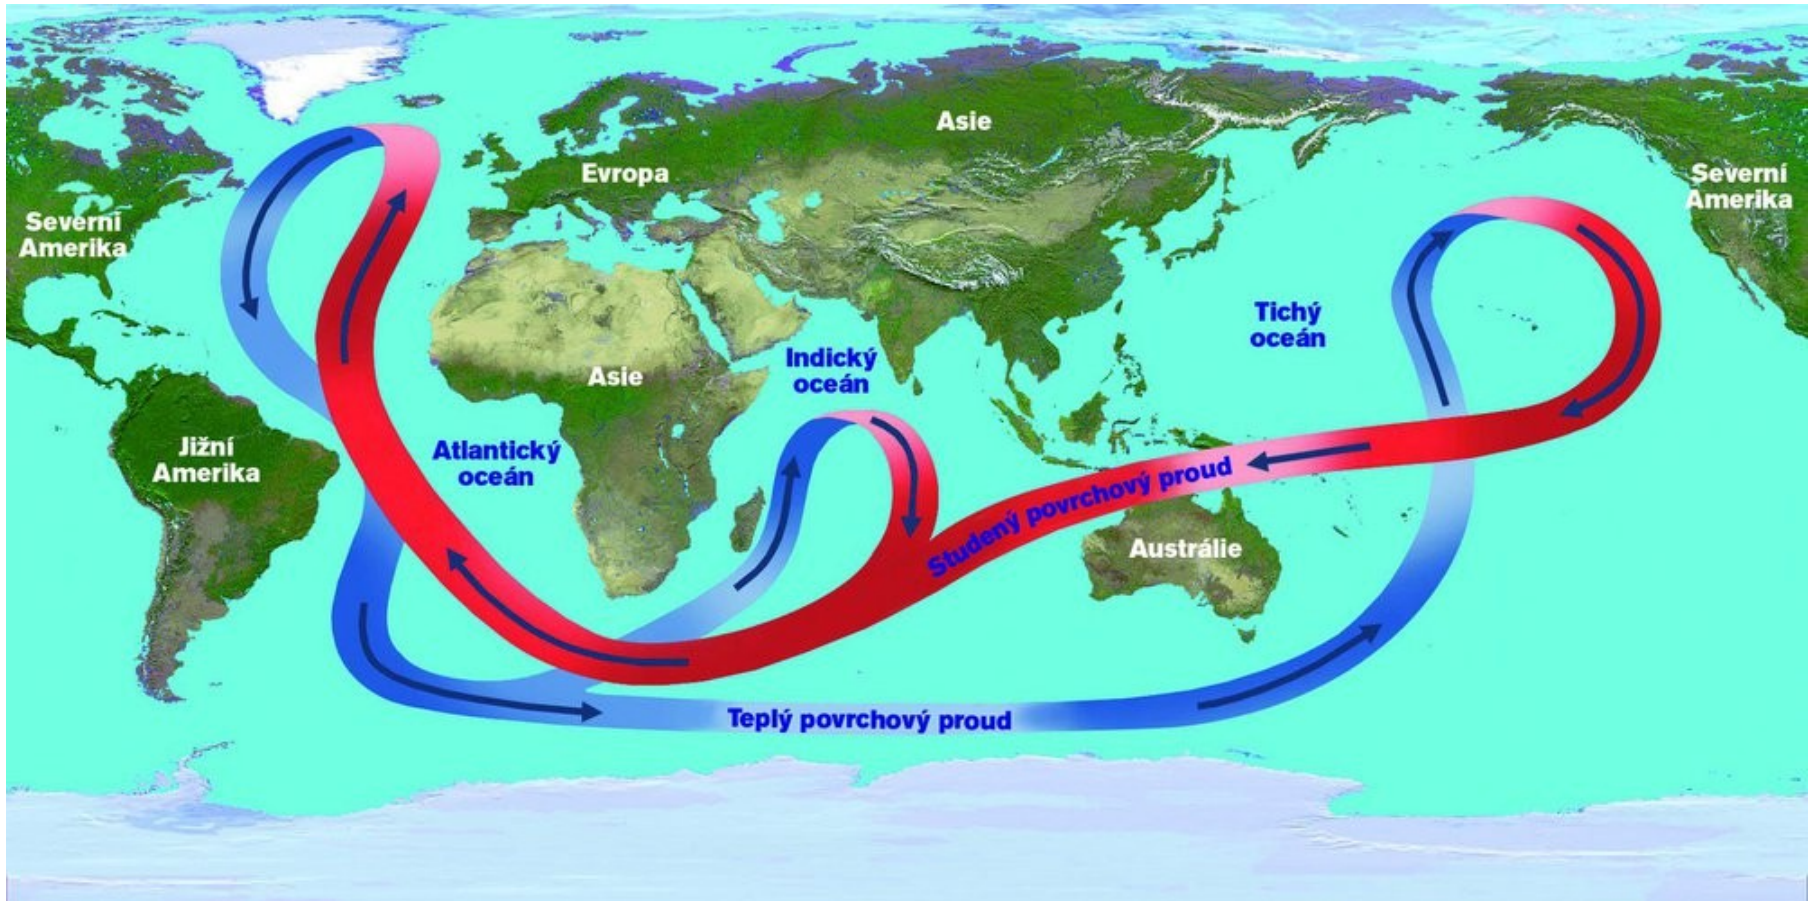 Asie
Evropa
Severní
Amerika
Severní
Amerika
Tichý
oceán
Indický
oceán
Asie
Jižní
Amerika
Atlantický
oceán
Studený povrchový proud
Austrálie
Teplý povrchový proud